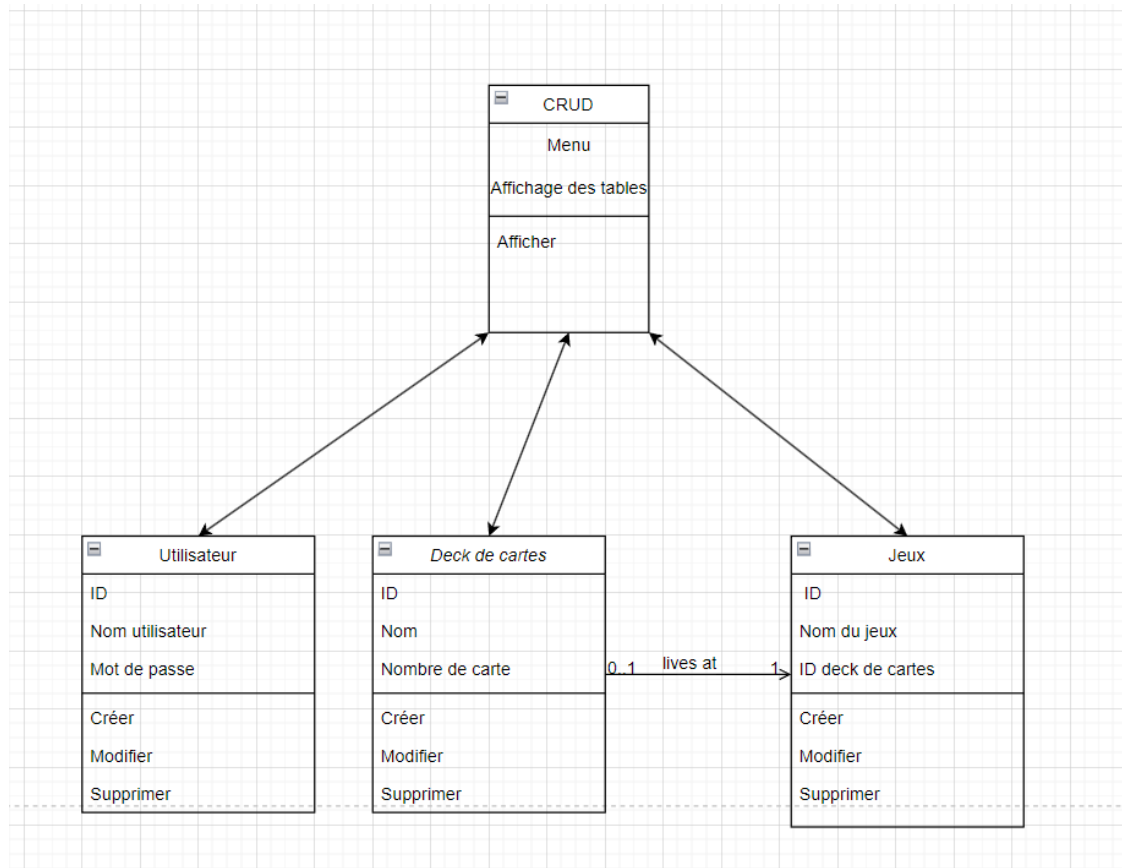 CRUD
Menu
Affichage des tables
Afficher
Utilisateur
ID
Nom utilisateur
Mot de passe
Créer
Modifier
Supprimer
Deck de cartes
ID
Nom
Nombre de carte
Créer
Modifier
Supprimer
0..1 lives at 1
Jeux
ID
Nom du jeux
ID deck de cartes
Créer
Modifier
Supprimer